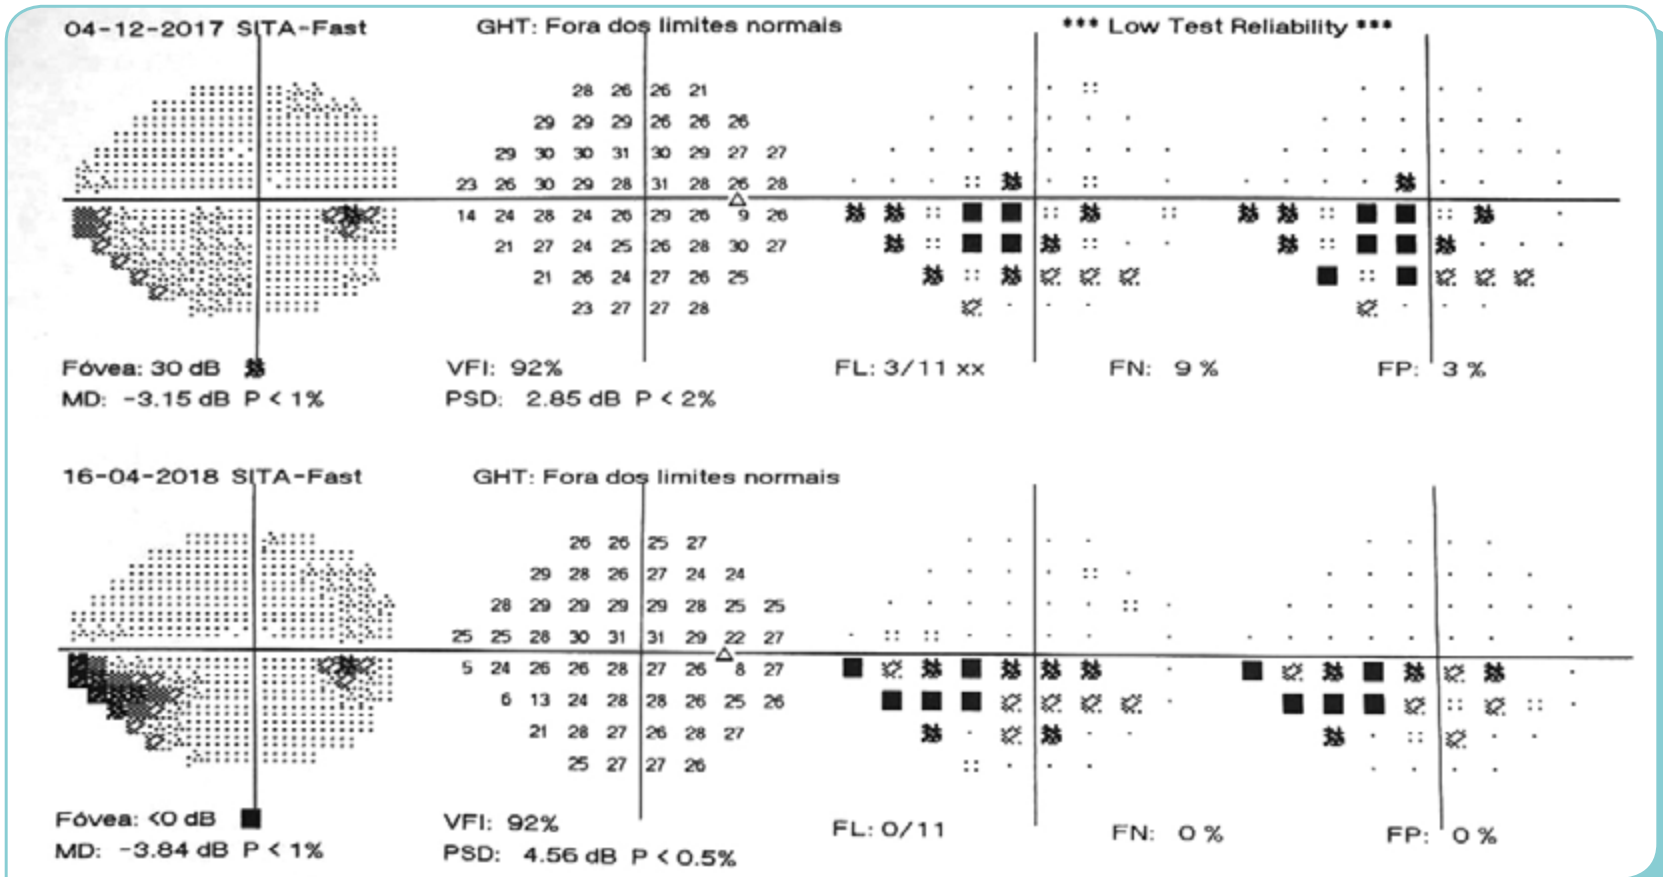 04-12-2017 SITA-Fast GHT: Fora dos limites normais *** Low Test Reliability ***
28 26 26 21
29 29 29 26 26 26
29 30 30 31 30 29 27 27
23 26 30 29 28 31 28 26 28
14 24 28 24 26 29 26 9 26
21 27 24 25 26 28 30 27
21 26 24 27 26 25
23 27 27 28
Fóvea: 30 dB VFI: 92% FL: 3/11 xx FN: 9 % FP: 3 %
MD: -3.15 dB P < 1% PSD: 2.85 dB P < 2%
16-04-2018 SITA-Fast GHT: Fora dos limites normais
26 26 25 27
29 28 26 27 24 24
28 29 29 29 29 28 25 25
25 25 28 30 31 31 29 22 27
5 24 26 26 28 27 26 8 27
6 13 24 28 28 26 25 26
21 28 27 26 28 27
25 27 27 26
Fóvea: <0 dB VFI: 92% FL: 0/11 FN: 0 % FP: 0 %
MD: -3.84 dB P < 1% PSD: 4.56 dB P < 0.5%